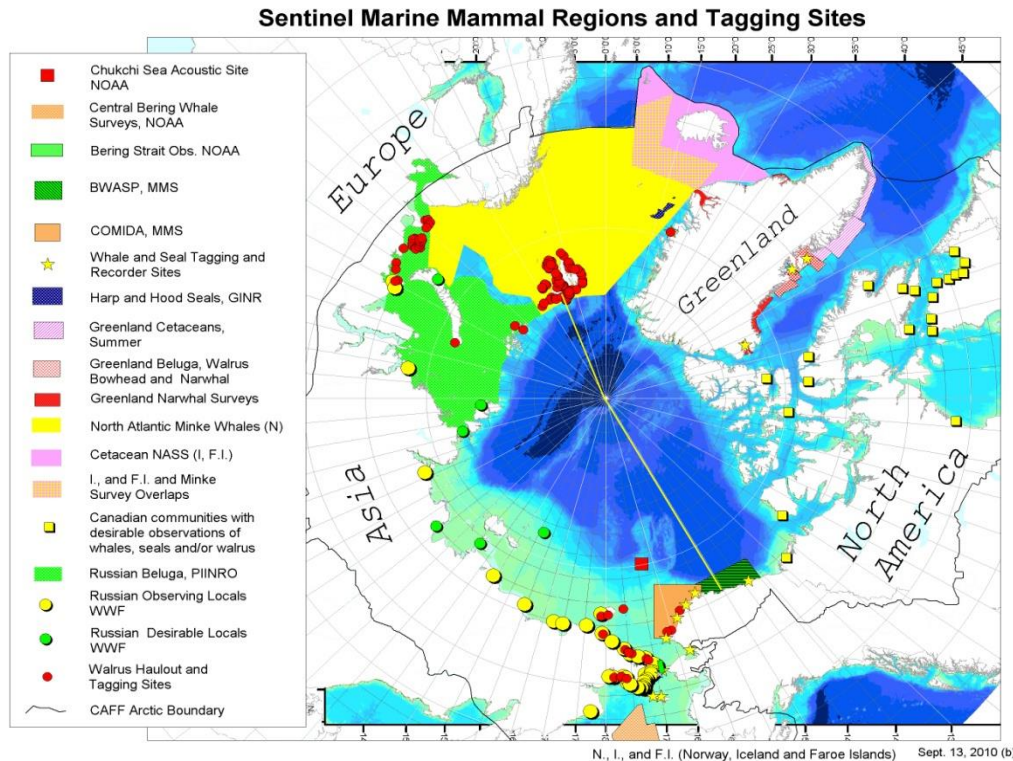 Sentinel Marine Mammal Regions and Tagging Sites
Chukchi Sea Acoustic Site
NOAA
Central Bering Whale
Surveys, NOAA
Bering Strait Obs. NOAA
BWASP, MMS
COMIDA, MMS
Whale and Seal Tagging and
Recorder Sites
Harp and Hood Seals, GINR
Greenland Cetaceans,
Summer
Greenland Beluga, Walrus
Bowhead and Narwhal
Greenland Narwhal Surveys
North Atlantic Minke Whales (N)
Cetacean NASS (I, F.I.)
I., and F.I. and Minke
Survey Overlaps
Canadian communities with
desirable observations of
whales, seals and/or walrus
Russian Beluga, PIINRO
Russian Observing Locals
WWF
Russian Desirable Locals
WWF
Walrus Haulout and
Tagging Sites
CAFF Arctic Boundary
Europe
Greenland
Asia
North
America
N., I., and F.I. (Norway, Iceland and Faroe Islands)
Sept. 13, 2010 (b)